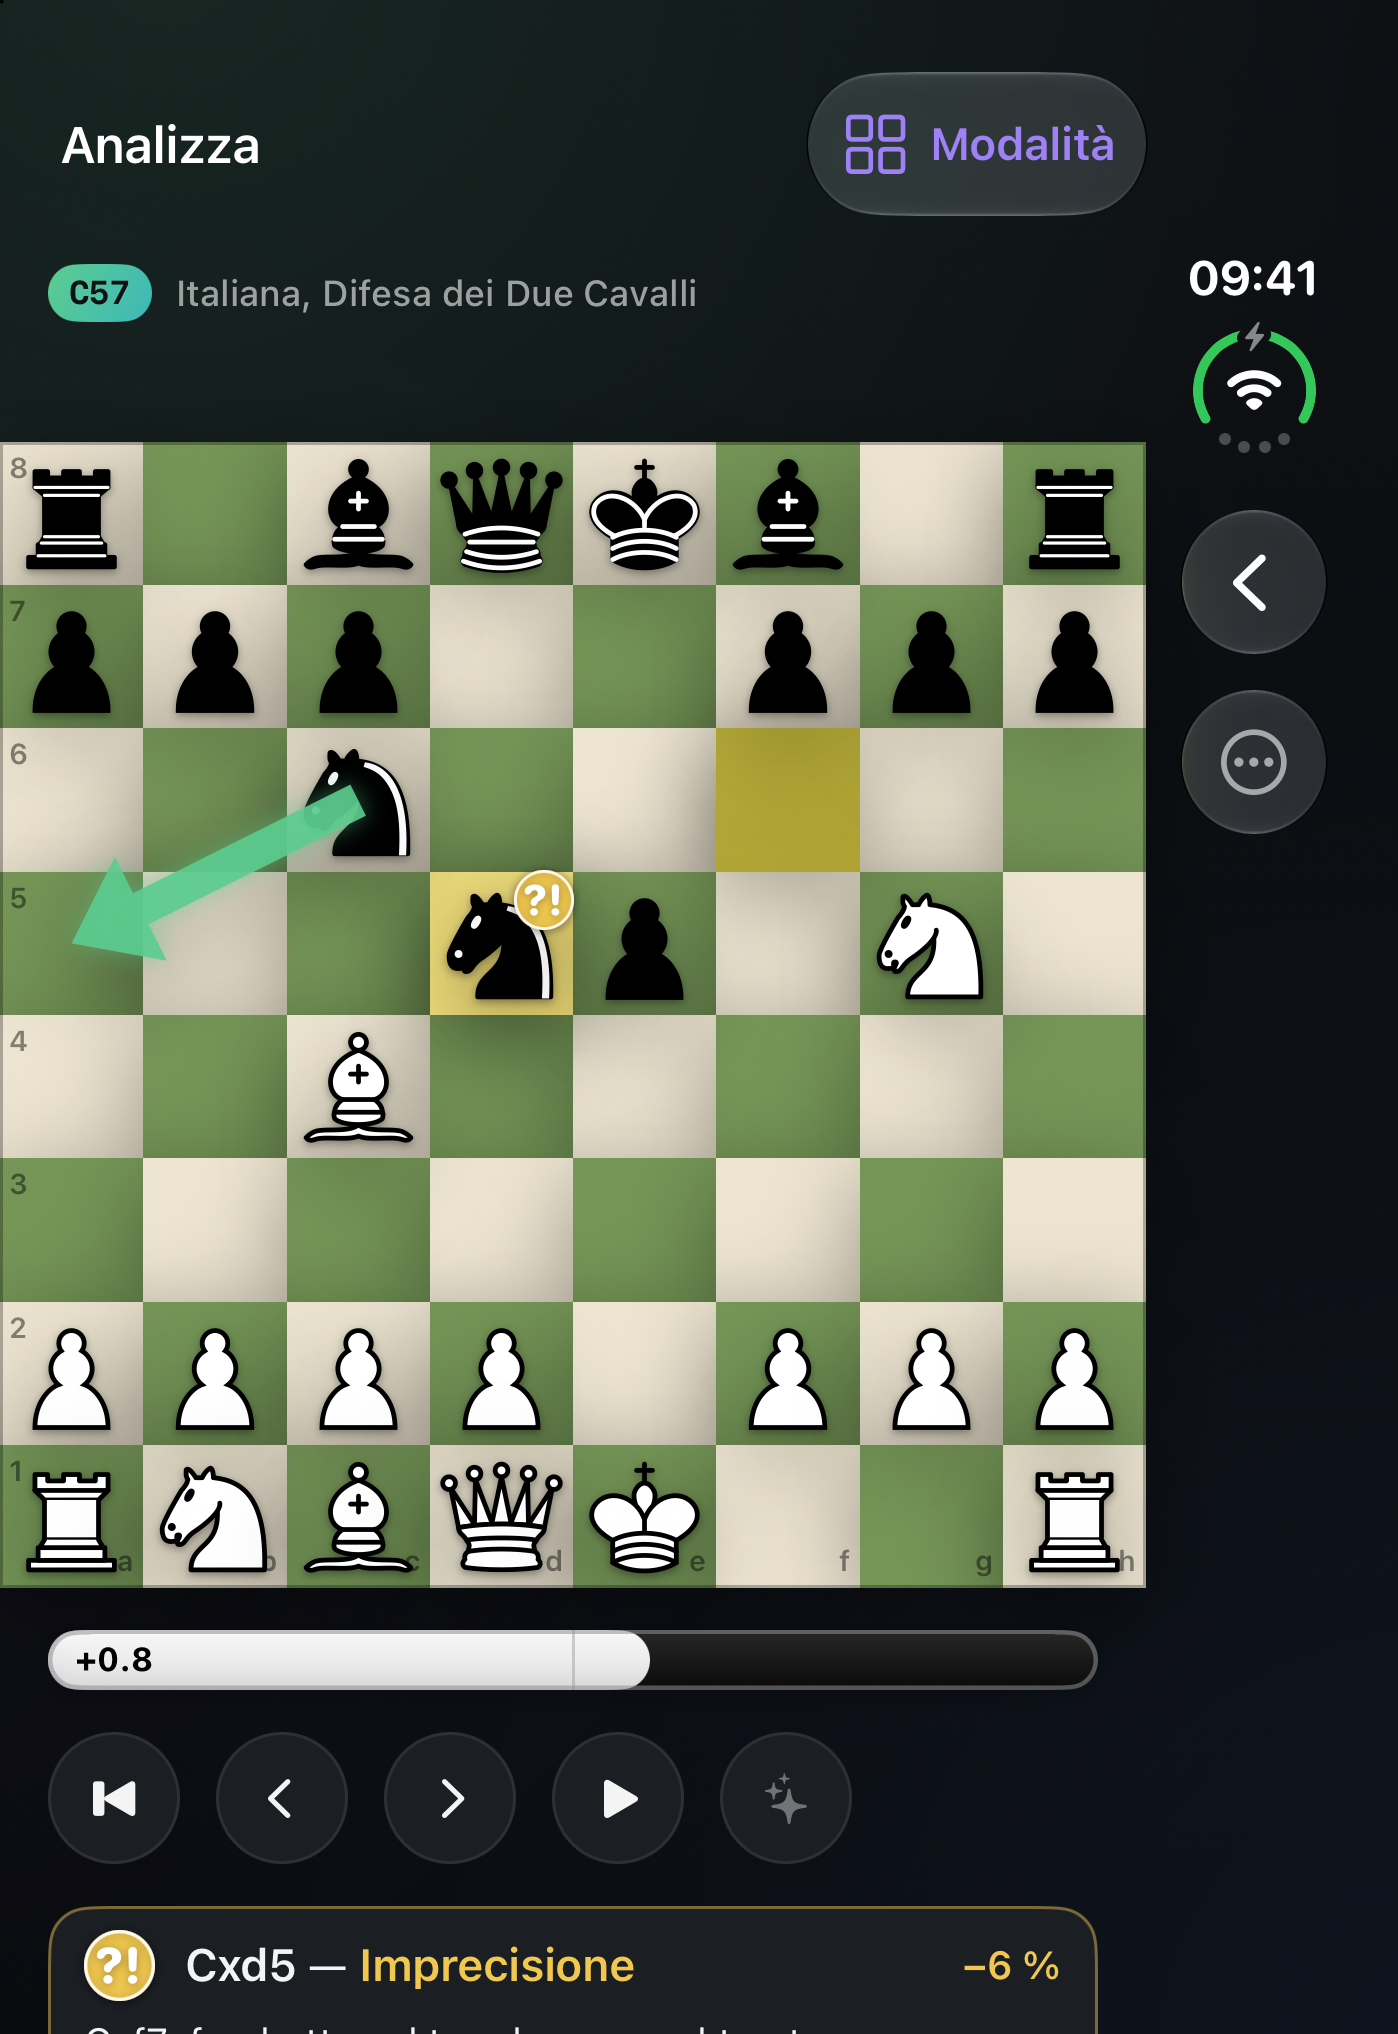 Analizza
Modalità
C57 Italiana, Difesa dei Due Cavalli
09:41
8
7
6
5
?!
4
3
2
1
a b c d e f g h
+0.8
?! Cxd5 — Imprecisione −6 %